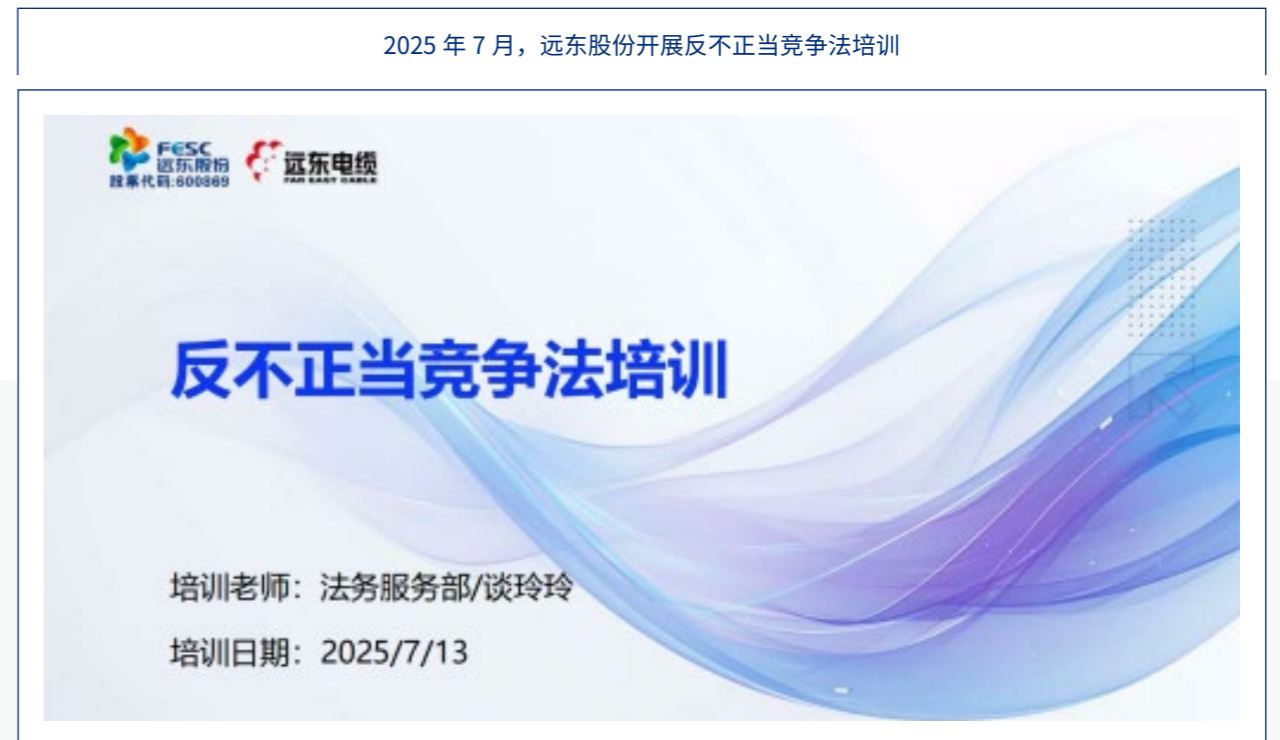 2025 年 7 月，远东股份开展反不正当竞争法培训
FESC
远东股份
股票代码:600869
远东电缆
FAR EAST CABLE
反不正当竞争法培训
培训老师：法务服务部/谈玲玲
培训日期：2025/7/13